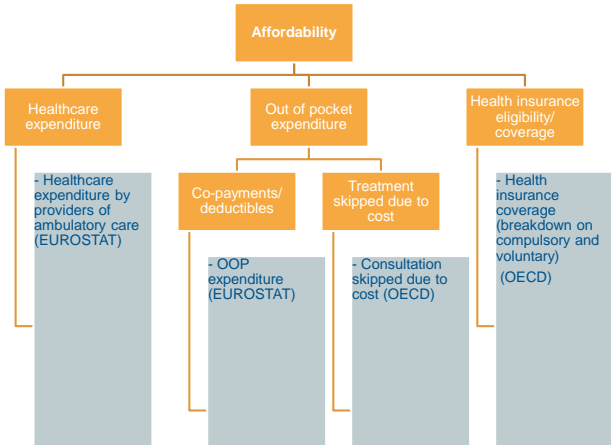 Affordability
Healthcare
expenditure
Out of pocket
expenditure
Health insurance
eligibility/
coverage
- Healthcare
expenditure by
providers of
ambulatory care
(EUROSTAT)
Co-payments/
deductibles
Treatment
skipped due to
cost
- Health
insurance
coverage
(breakdown on
compulsory and
voluntary)
(OECD)
- OOP
expenditure
(EUROSTAT)
- Consultation
skipped due to
cost (OECD)